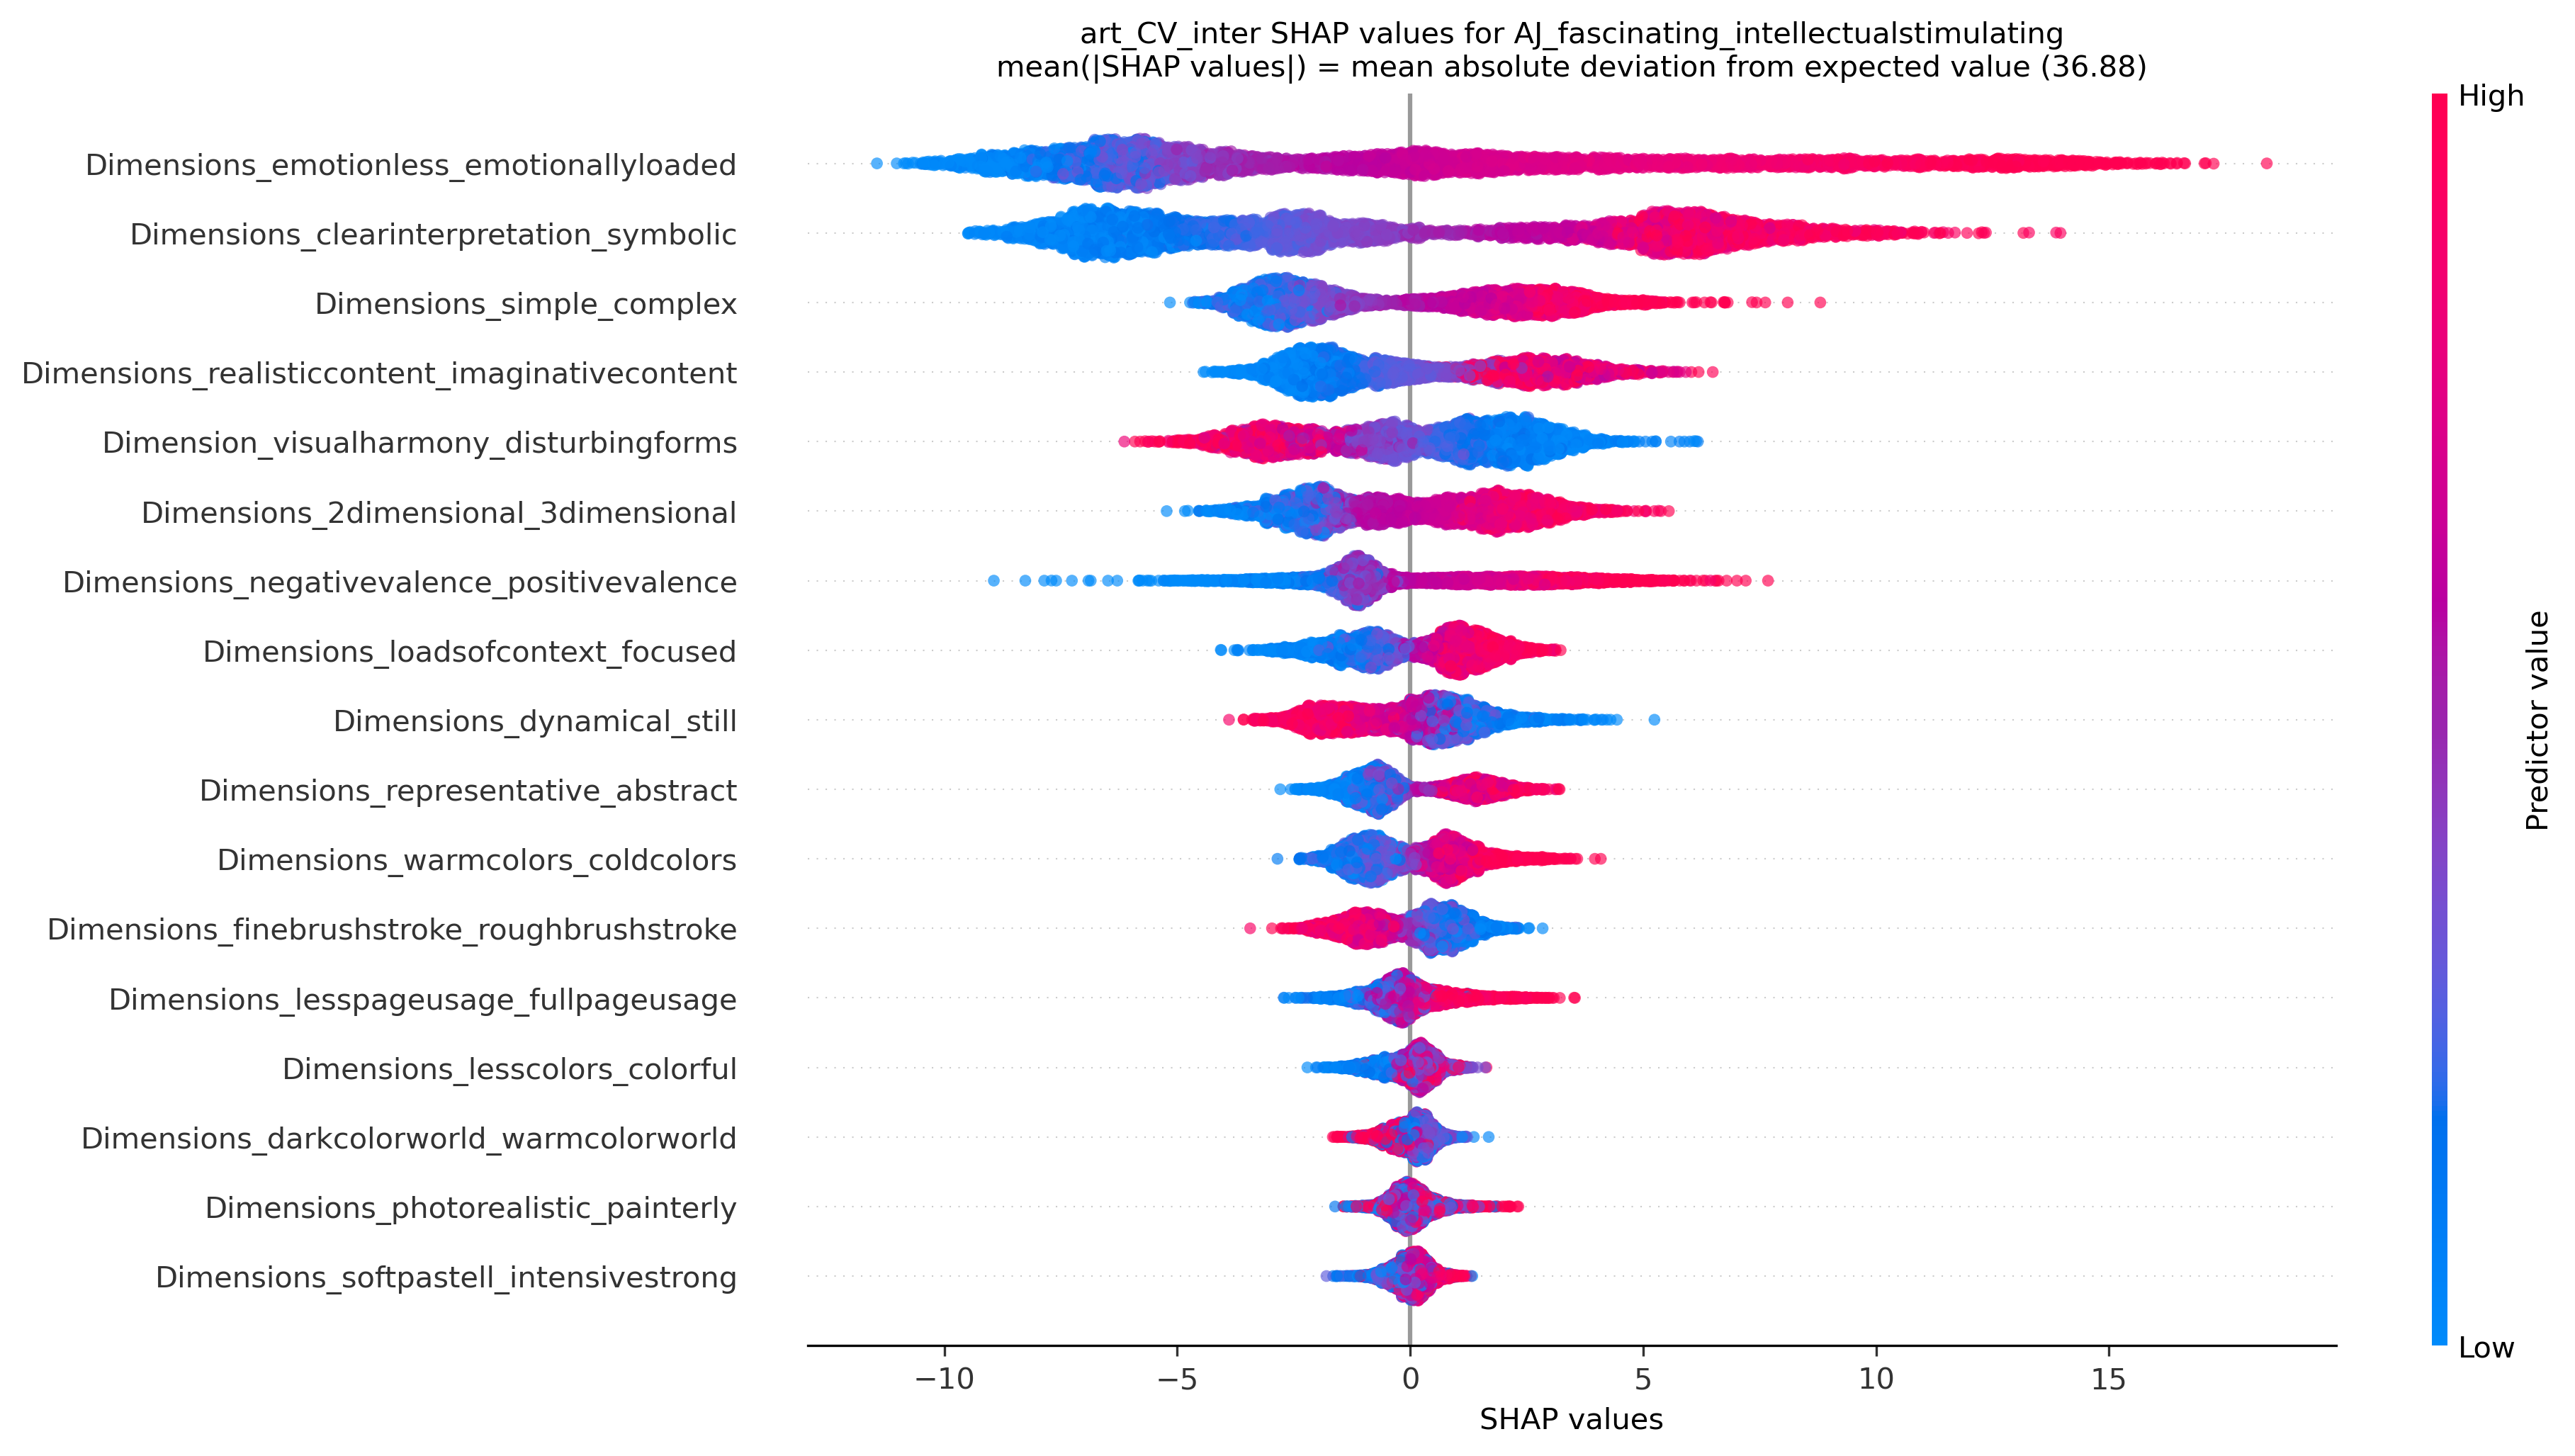 art_CV_inter SHAP values for AJ_fascinating_intellectualstimulating
mean(|SHAP values|) = mean absolute deviation from expected value (36.88)
High
Dimensions_emotionless_emotionallyloaded
Dimensions_clearinterpretation_symbolic
Dimensions_simple_complex
Dimensions_realisticcontent_imaginativecontent
Dimension_visualharmony_disturbingforms
Dimensions_2dimensional_3dimensional
Dimensions_negativevalence_positivevalence
Dimensions_loadsofcontext_focused
Dimensions_dynamical_still
Dimensions_representative_abstract
Dimensions_warmcolors_coldcolors
Dimensions_finebrushstroke_roughbrushstroke
Dimensions_lesspageusage_fullpageusage
Dimensions_lesscolors_colorful
Dimensions_darkcolorworld_warmcolorworld
Dimensions_photorealistic_painterly
Dimensions_softpastell_intensivestrong
Predictor value
Low
−10 −5 0 5 10 15
SHAP values